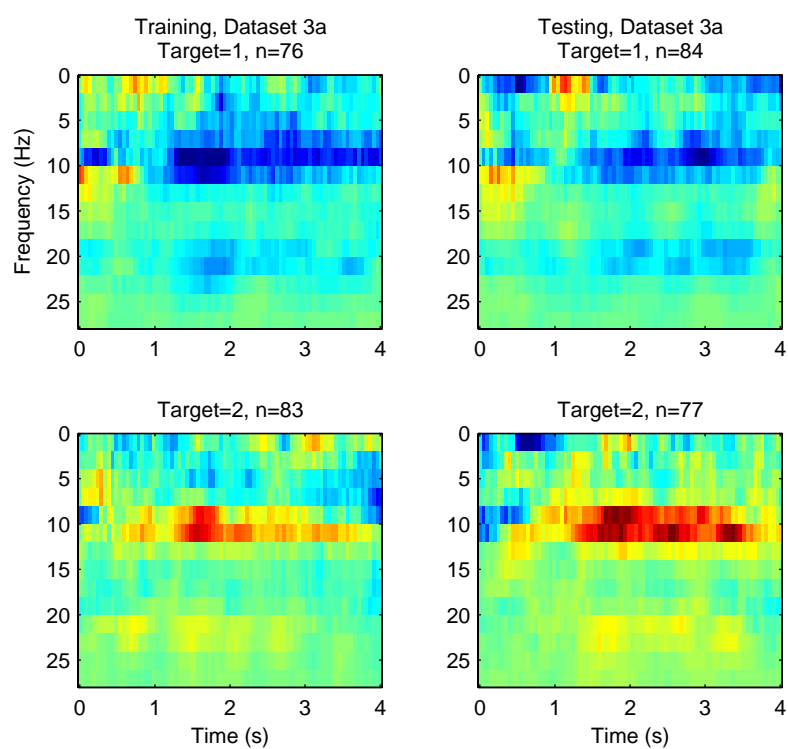 Training, Dataset 3a
Target=1, n=76
Testing, Dataset 3a
Target=1, n=84
Frequency (Hz)
0
5
10
15
20
25
0 1 2 3 4
0
5
10
15
20
25
0 1 2 3 4
Target=2, n=83
Target=2, n=77
0
5
10
15
20
25
0 1 2 3 4
Time (s)
0
5
10
15
20
25
0 1 2 3 4
Time (s)